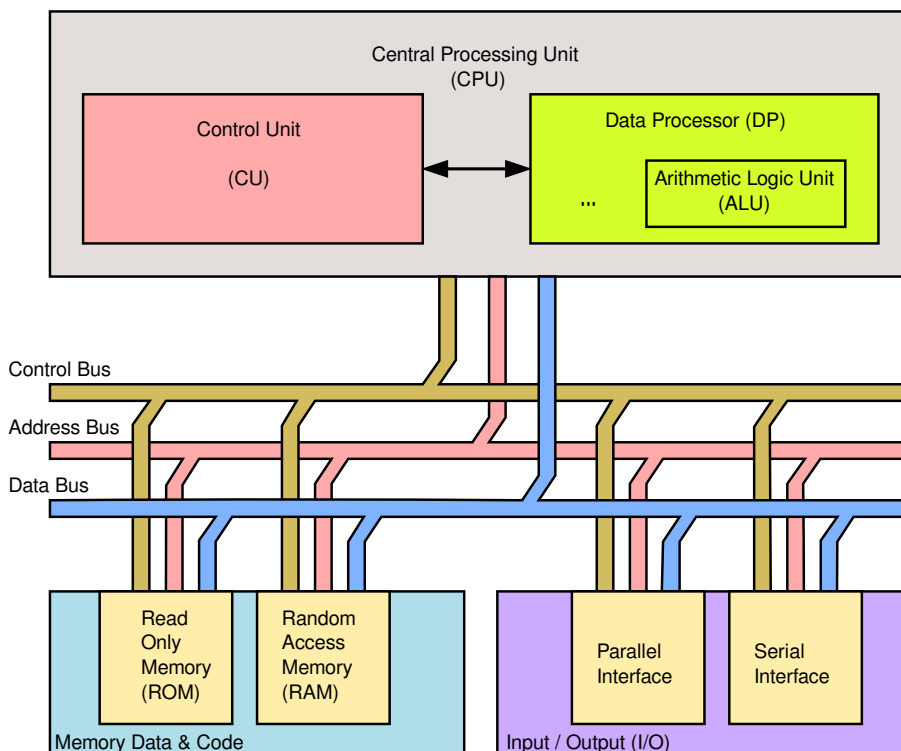 Central Processing Unit
(CPU)
Control Unit
(CU)
Data Processor (DP)
...
Arithmetic Logic Unit
(ALU)
Control Bus
Address Bus
Data Bus
Read
Only
Memory
(ROM)
Random
Access
Memory
(RAM)
Parallel
Interface
Serial
Interface
Memory Data & Code
Input / Output (I/O)